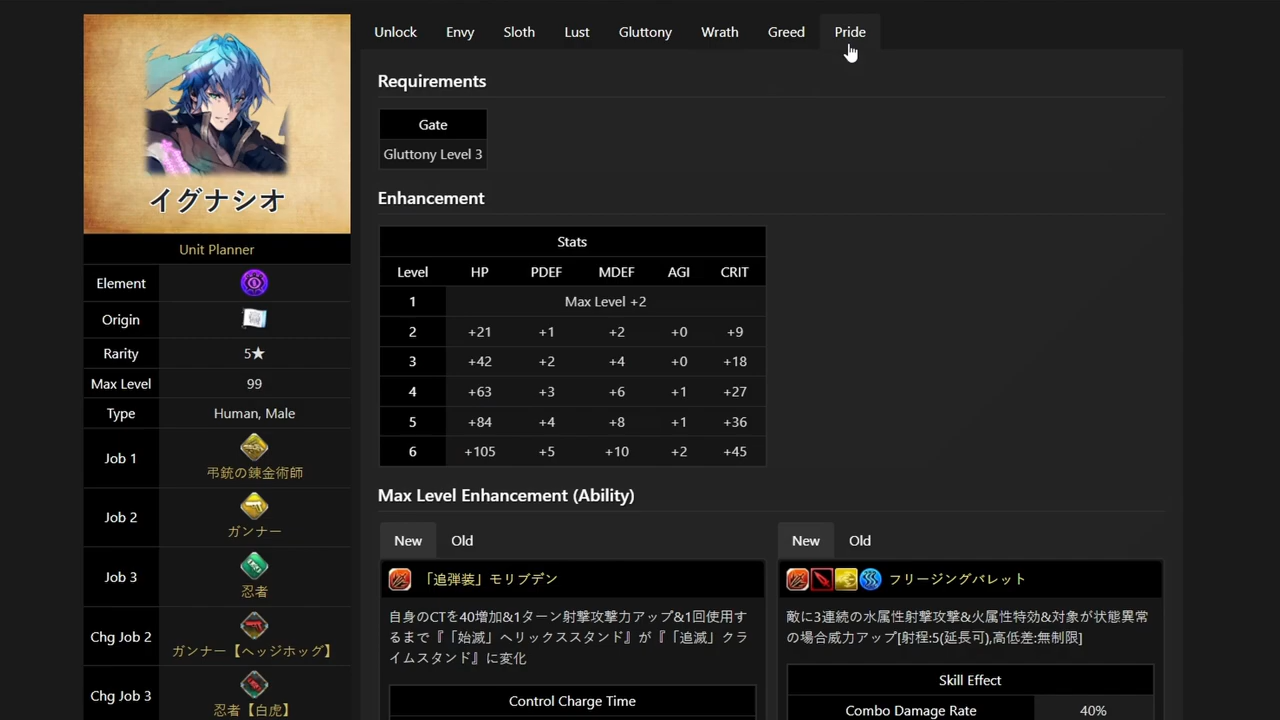 イグナシオ
Unit Planner
Element
Origin
Rarity 5★
Max Level 99
Type Human, Male
Job 1 弓銃の錬金術師
Job 2 ガンナー
Job 3 忍者
Chg Job 2 ガンナー【ヘッジホッグ】
Chg Job 3 忍者【白虎】
Unlock Envy Sloth Lust Gluttony Wrath Greed Pride
Requirements
Gate
Gluttony Level 3
Enhancement
Stats
Level HP PDEF MDEF AGI CRIT
1 Max Level +2
2 +21 +1 +2 +0 +9
3 +42 +2 +4 +0 +18
4 +63 +3 +6 +1 +27
5 +84 +4 +8 +1 +36
6 +105 +5 +10 +2 +45
Max Level Enhancement (Ability)
New Old
「追弾装」モリブデン
自身のCTを40増加&1ターン射撃攻撃力アップ&1回使用す
るまで『「始滅」ヘリックススタンド』が『「追滅」クラ
イムスタンド』に変化
Control Charge Time
New Old
フリージングバレット
敵に3連続の水属性射撃攻撃&火属性特効&対象が状態異常
の場合威力アップ[射程:5(延長可),高低差:無制限]
Skill Effect
Combo Damage Rate 40%